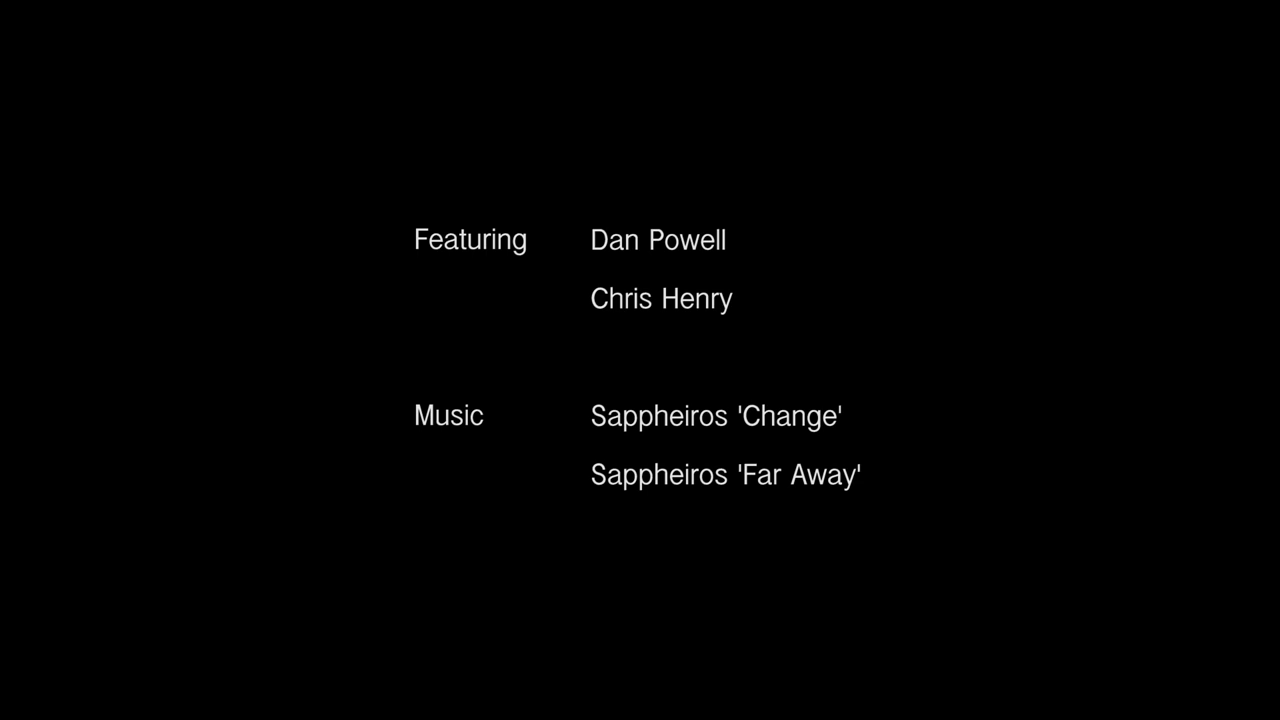 Featuring Dan Powell
Chris Henry
Music Sappheiros 'Change'
Sappheiros 'Far Away'